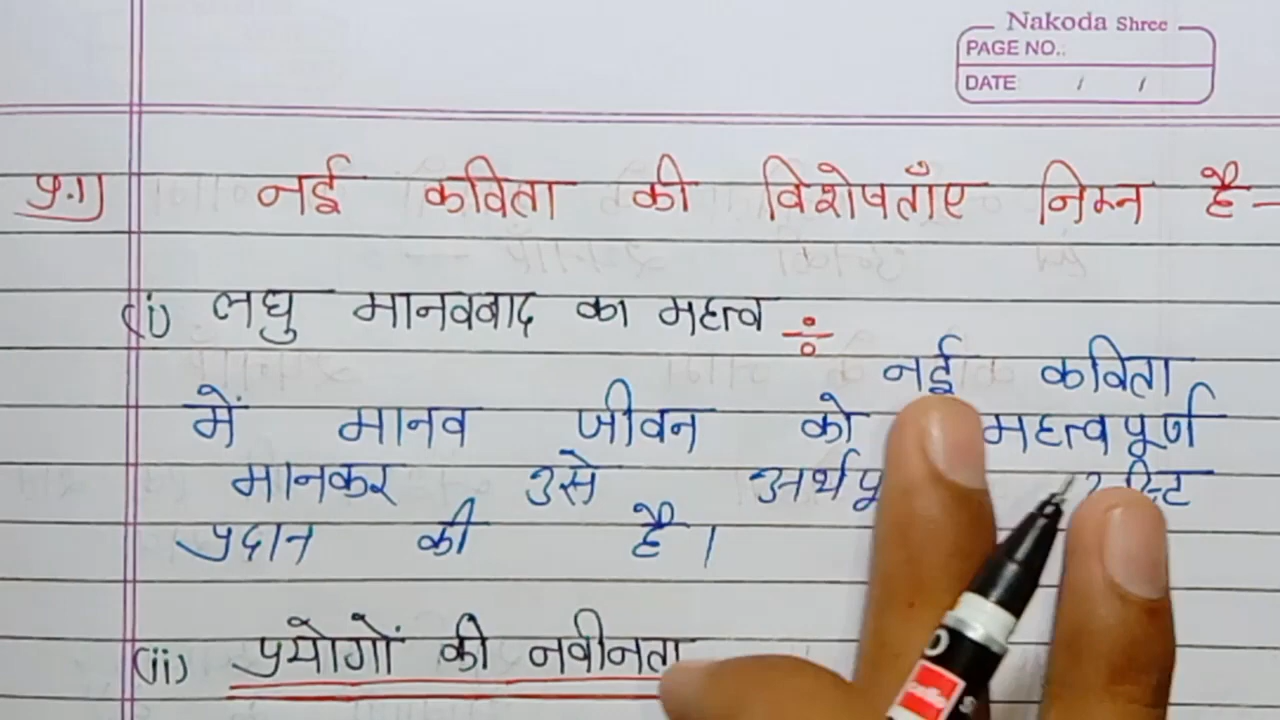 Nakoda Shree
PAGE NO.:
DATE / /
प्र.1) नई कविता की विशेषताँए निम्न है-
(i) लघु मानववाद का महत्व ÷
नई कविता
में मानव जीवन को महत्वपूर्ण
मानकर उसे
प्रदान की है।
(ii) प्रयोगों की नवीनता